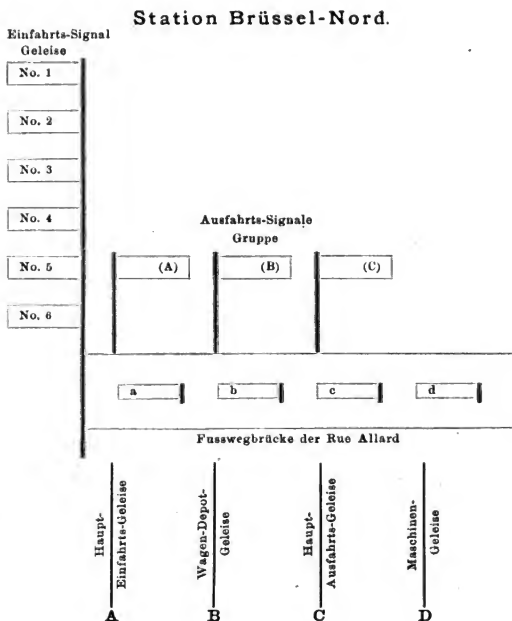 Station Brüssel-Nord.
Einfahrts-Signal
Geleise
No. 1
No. 2
No. 3
No. 4
Ausfahrts-Signale
Gruppe
No. 5
(A)
(B)
(C)
No. 6
a
b
c
d
Fusswegbrücke der Rue Allard
Haupt-
Einfahrts-Geleise
Wagen-Depot-
Geleise
Haupt-
Ausfahrts-Geleise
Maschinen-
Geleise
A
B
C
D